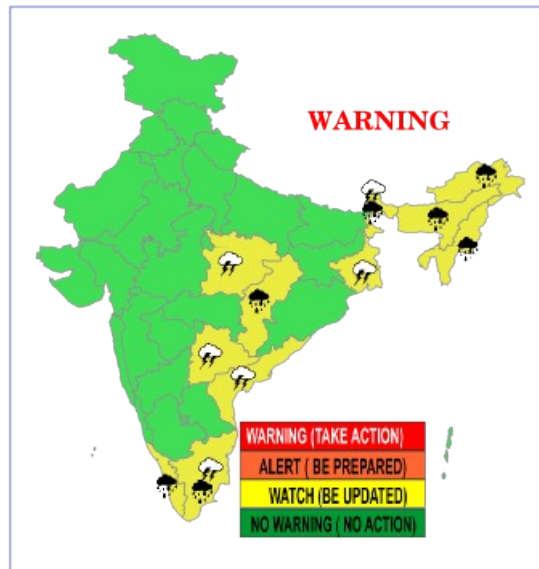 WARNING
WARNING (TAKE ACTION)
ALERT ( BE PREPARED)
WATCH (BE UPDATED)
NO WARNING ( NO ACTION)